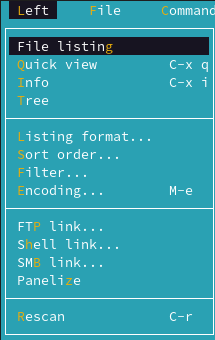 Left File Command
File listing
Quick view C-x q
Info C-x i
Tree
Listing format...
Sort order...
Filter...
Encoding... M-e
FTP link...
Shell link...
SMB link...
Panelize
Rescan C-r